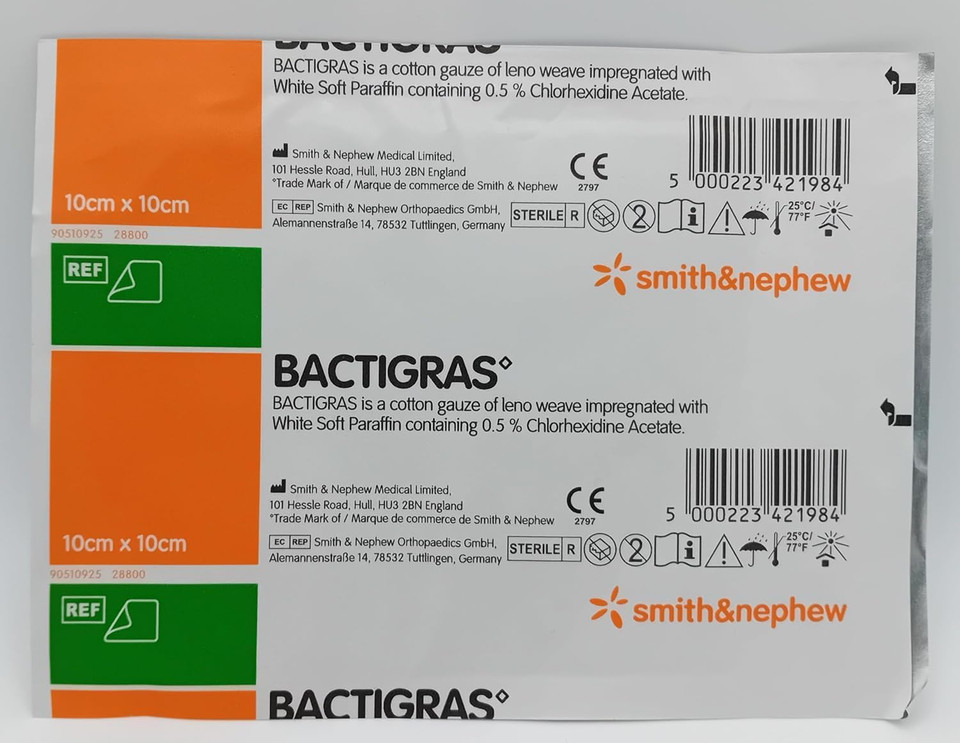 BACTIGRAS
BACTIGRAS is a cotton gauze of leno weave impregnated with
White Soft Paraffin containing 0.5 % Chlorhexidine Acetate.
Smith & Nephew Medical Limited,
101 Hessle Road, Hull, HU3 2BN England
°Trade Mark of / Marque de commerce de Smith & Nephew
CE
2797
5 000223 421984
10cm x 10cm
EC REP Smith & Nephew Orthopaedics GmbH,
Alemannenstraße 14, 78532 Tuttlingen, Germany
STERILE R
2
i
25°C/
77°F
90510925 28800
REF
smith&nephew
BACTIGRAS◊
BACTIGRAS is a cotton gauze of leno weave impregnated with
White Soft Paraffin containing 0.5 % Chlorhexidine Acetate.
Smith & Nephew Medical Limited,
101 Hessle Road, Hull, HU3 2BN England
°Trade Mark of / Marque de commerce de Smith & Nephew
CE
2797
5 000223 421984
10cm x 10cm
EC REP Smith & Nephew Orthopaedics GmbH,
Alemannenstraße 14, 78532 Tuttlingen, Germany
STERILE R
2
i
25°C/
77°F
90510925 28800
REF
smith&nephew
BACTIGRAS◊